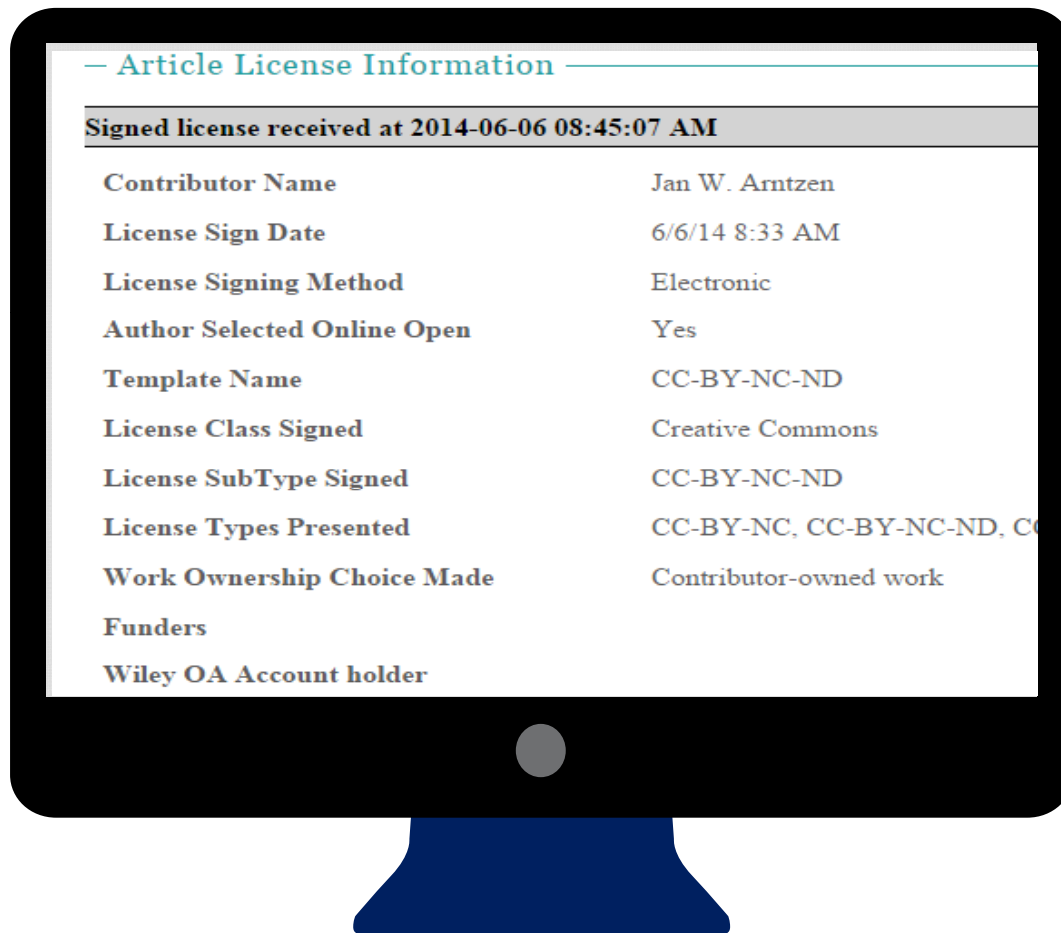 – Article License Information
Signed license received at 2014-06-06 08:45:07 AM
Contributor Name Jan W. Arntzen
License Sign Date 6/6/14 8:33 AM
License Signing Method Electronic
Author Selected Online Open Yes
Template Name CC-BY-NC-ND
License Class Signed Creative Commons
License SubType Signed CC-BY-NC-ND
License Types Presented CC-BY-NC, CC-BY-NC-ND,
Work Ownership Choice Made Contributor-owned work
Funders
Wiley OA Account holder